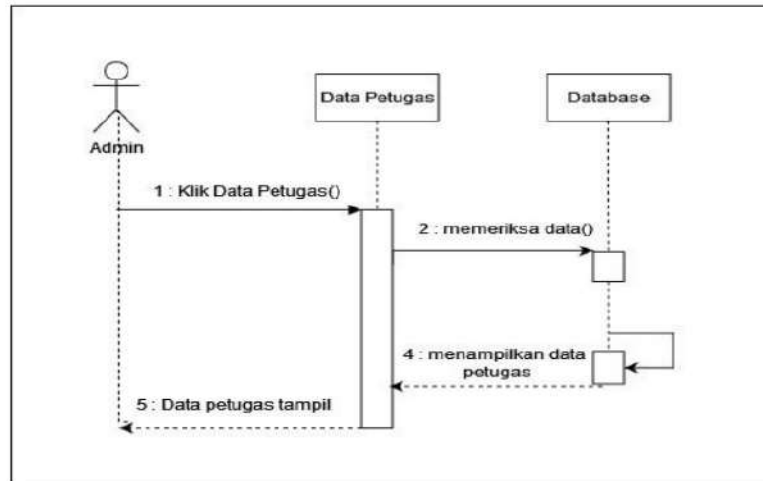 Data Petugas
Database
Admin
1 : Klik Data Petugas()
2 : memeriksa data()
4 : menampilkan data
petugas
5 : Data petugas tampil